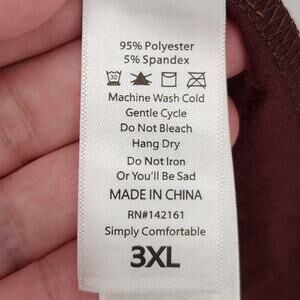 95% Polyester
5% Spandex
30
Machine Wash Cold
Gentle Cycle
Do Not Bleach
Hang Dry
Do Not Iron
Or You'll Be Sad
MADE IN CHINA
RN#142161
Simply Comfortable
3XL